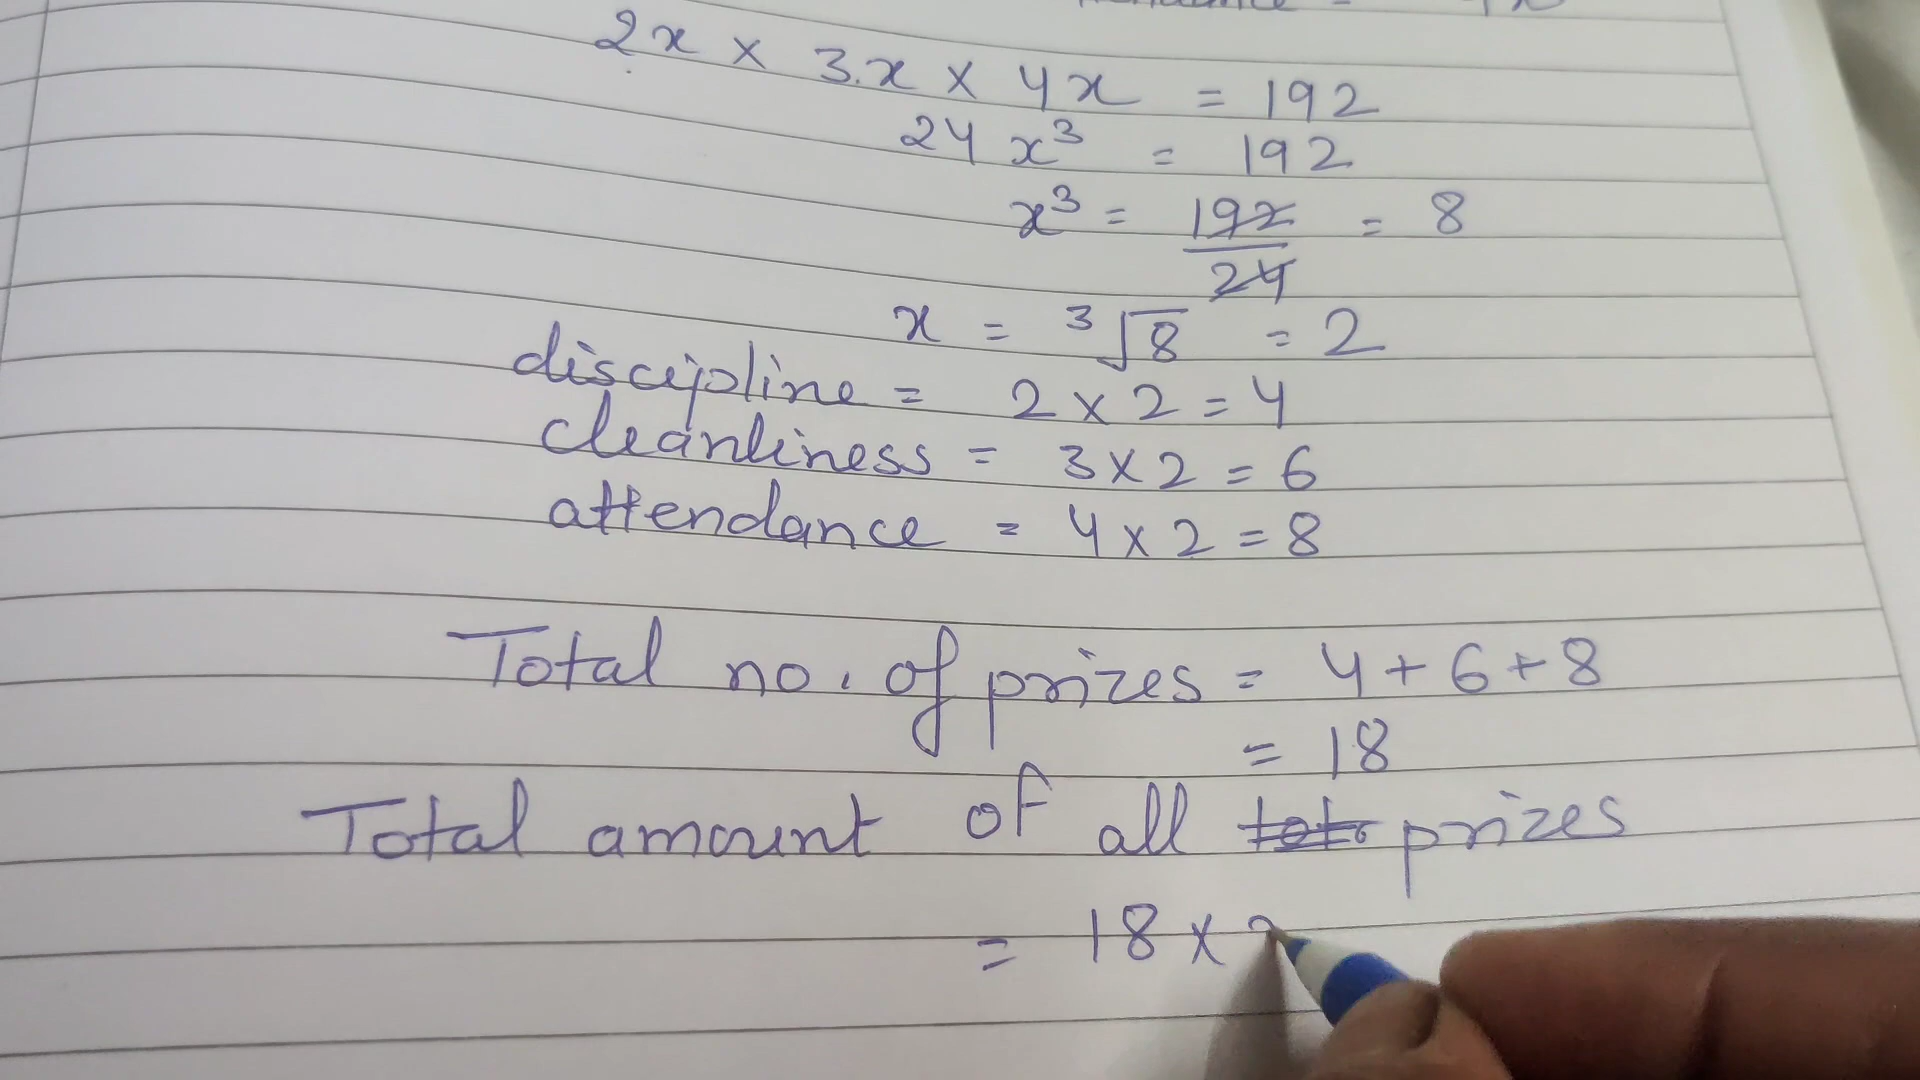 2x × 3x × 4x = 192
24 x³ = 192
x³ = 192/24 = 8
x = ³√8 = 2
discipline = 2 × 2 = 4
cleanliness = 3 × 2 = 6
attendance = 4 × 2 = 8
Total no. of prizes = 4 + 6 + 8
= 18
Total amount of all prizes
= 18 ×